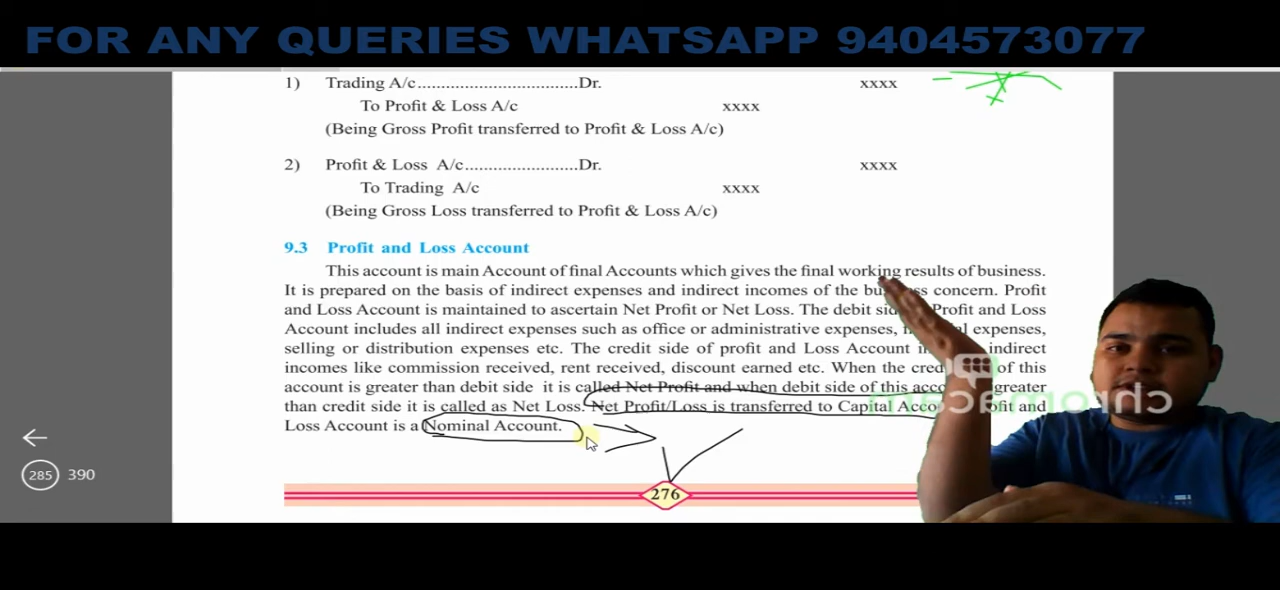 FOR ANY QUERIES WHATSAPP 9404573077
1) Trading A/c..................................Dr. xxxx
To Profit & Loss A/c xxxx
(Being Gross Profit transferred to Profit & Loss A/c)
2) Profit & Loss A/c.......................Dr. xxxx
To Trading A/c xxxx
(Being Gross Loss transferred to Profit & Loss A/c)
9.3 Profit and Loss Account
This account is main Account of final Accounts which gives the final working results of business.
It is prepared on the basis of indirect expenses and indirect incomes of the concern. Profit
and Loss Account is maintained to ascertain Net Profit or Net Loss. The debit Profit and Loss
Account includes all indirect expenses such as office or administrative expenses, expenses,
selling or distribution expenses etc. The credit side of profit and Loss Account indirect
incomes like commission received, rent received, discount earned etc. When the of this
account is greater than debit side it is called Net Profit and when debit side of this greater
than credit side it is called as Net Loss. Net Profit/Loss is transferred to Capital and
Loss Account is a Nominal Account.
chromacam
285 390
276